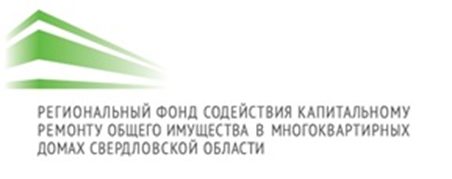 РЕГИОНАЛЬНЫЙ ФОНД СОДЕЙСТВИЯ КАПИТАЛЬНОМУ
РЕМОНТУ ОБЩЕГО ИМУЩЕСТВА В МНОГОКВАРТИРНЫХ
ДОМАХ СВЕРДЛОВСКОЙ ОБЛАСТИ